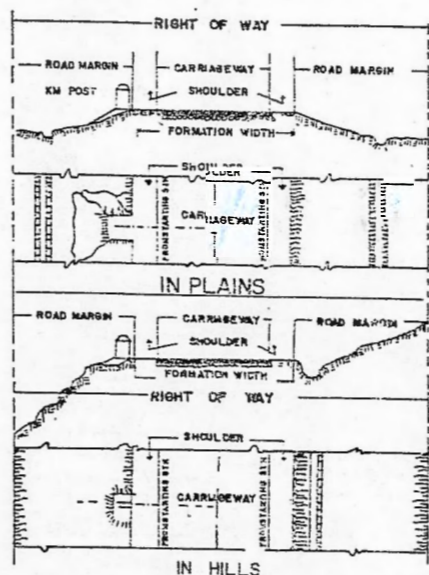 RIGHT OF WAY
ROAD MARGIN CARRIAGEWAY ROAD MARGIN
KM POST SHOULDER
FORMATION WIDTH
SHOULDER
IN PLAINS
ROAD MARGIN CARRIAGEWAY ROAD MARGIN
SHOULDER
FORMATION WIDTH
RIGHT OF WAY
SHOULDER
CARRIAGEWAY
IN HILLS